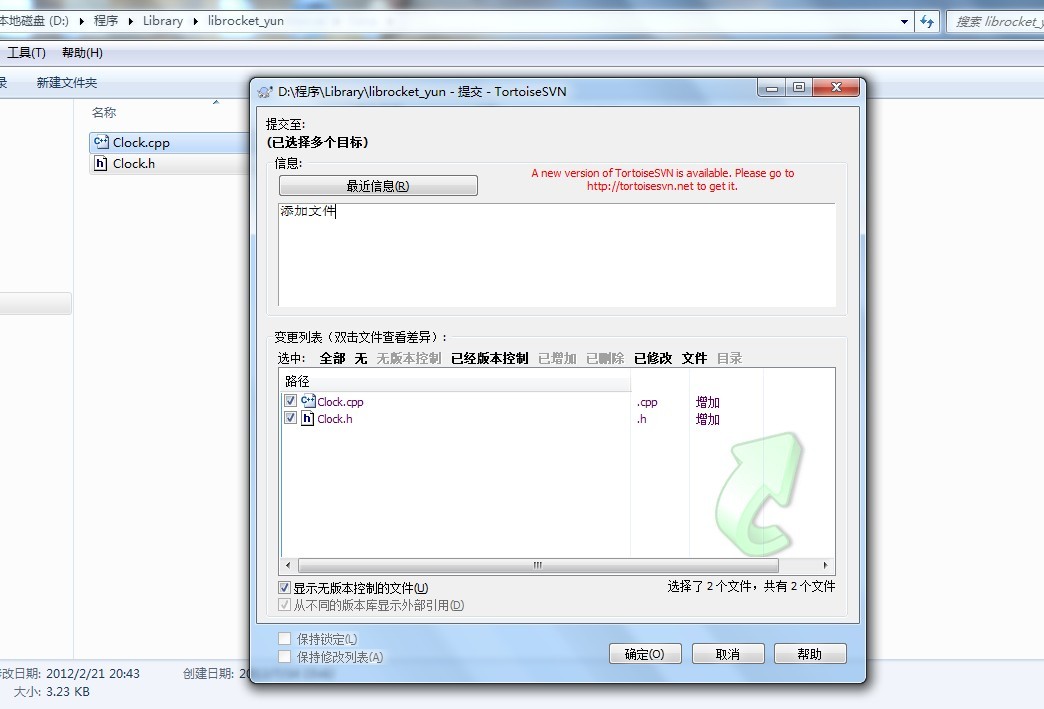 本地磁盘 (D:) ▸ 程序 ▸ Library ▸ librocket_yun
搜索 librocket_y
工具(T) 帮助(H)
录 新建文件夹
名称
Clock.cpp
Clock.h
D:\程序\Library\librocket_yun - 提交 - TortoiseSVN
提交至:
(已选择多个目标)
信息:
最近信息(R)
A new version of TortoiseSVN is available. Please go to
http://tortoisesvn.net to get it.
添加文件
变更列表（双击文件查看差异）:
选中: 全部 无 无版本控制 已经版本控制 已增加 已删除 已修改 文件 目录
路径
Clock.cpp .cpp 增加
Clock.h .h 增加
显示无版本控制的文件(U)
选择了 2 个文件，共有 2 个文件
从不同的版本库显示外部引用(D)
保持锁定(L)
保持修改列表(A)
确定(O) 取消 帮助
修改日期: 2012/2/21 20:43 创建日期:
大小: 3.23 KB